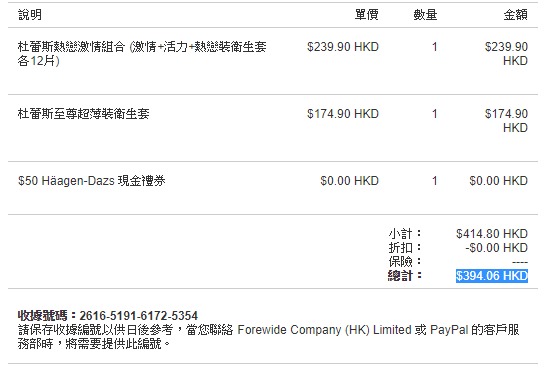 說明 單價 數量 金額
杜蕾斯熱戀激情組合 (激情+活力+熱戀裝衛生套 $239.90 HKD 1 $239.90
各12片) HKD
杜蕾斯至尊超薄裝衛生套 $174.90 HKD 1 $174.90
HKD
$50 Häagen-Dazs 現金禮券 $0.00 HKD 1 $0.00 HKD
小計： $414.80 HKD
折扣： -$0.00 HKD
保險： ----
總計： $394.06 HKD
收據號碼：2616-5191-6172-5354
請保存收據編號以供日後參考，當您聯絡 Forewide Company (HK) Limited 或 PayPal 的客戶服
務部時，將需要提供此編號。